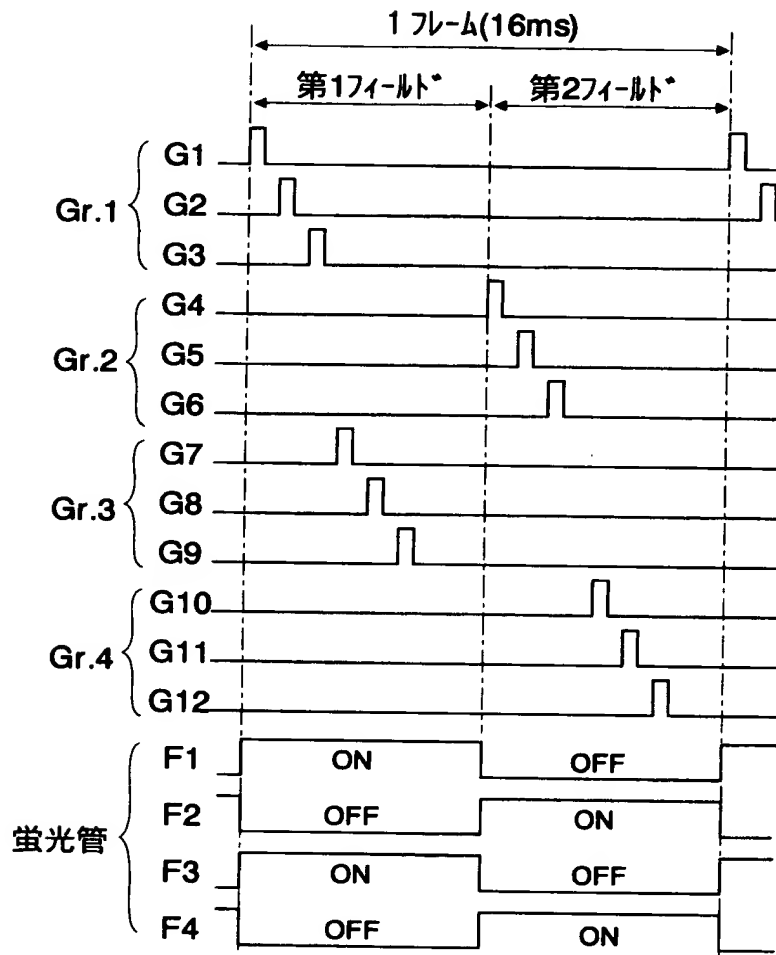 1 フレーム(16ms)
第1フィールド 第2フィールド
G1
Gr.1 G2
G3
G4
Gr.2 G5
G6
G7
Gr.3 G8
G9
G10
Gr.4 G11
G12
F1 ON OFF
F2 OFF ON
蛍光管
F3 ON OFF
F4 OFF ON